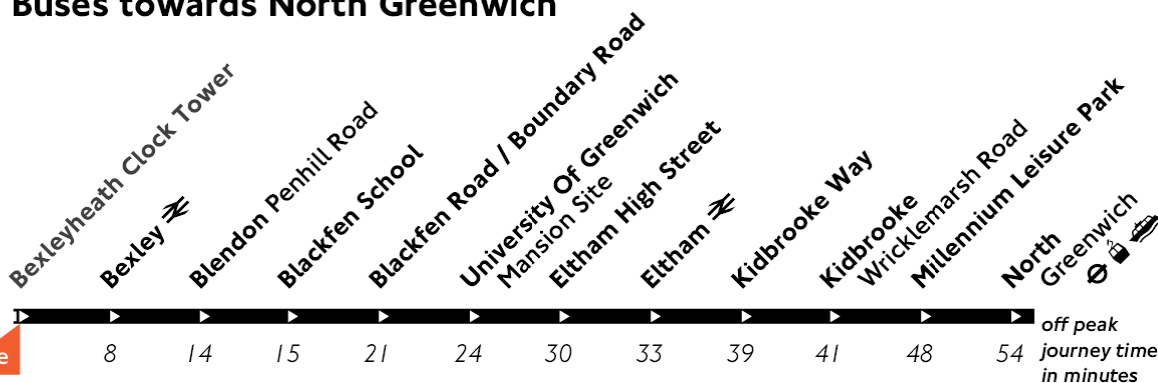 Buses towards North Greenwich
Bexleyheath Clock Tower
Bexley
Blendon Penhill Road
Blackfen School
Blackfen Road / Boundary Road
University Of Greenwich
Mansion Site
Eltham High Street
Eltham
Kidbrooke Way
Kidbrooke
Wricklemarsh Road
Millennium Leisure Park
North
Greenwich
e
8 14 15 21 24 30 33 39 41 48 54
off peak
journey time
in minutes